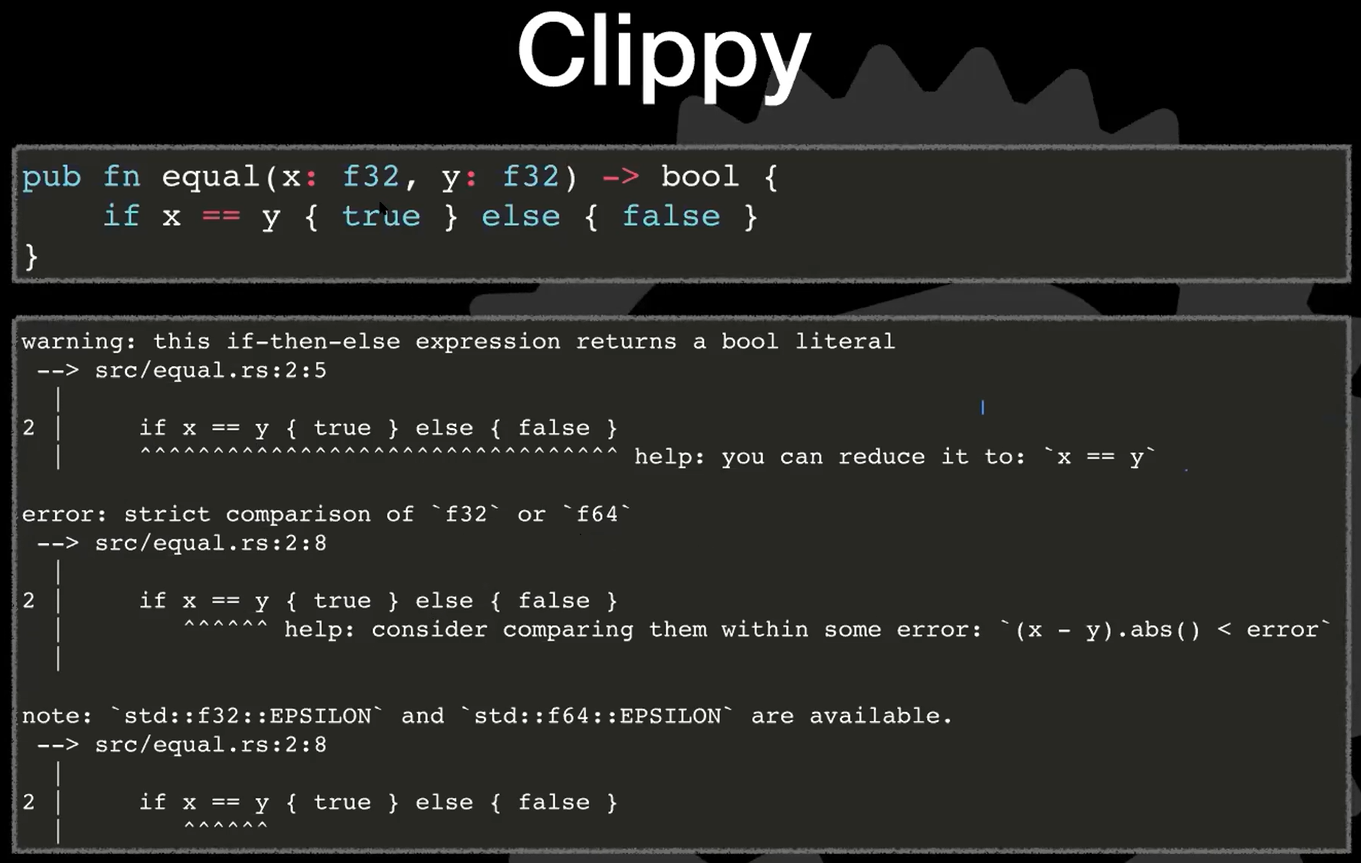 Clippy
pub fn equal(x: f32, y: f32) -> bool {
    if x == y { true } else { false }
}
warning: this if-then-else expression returns a bool literal
 --> src/equal.rs:2:5
  |
2 |     if x == y { true } else { false }
  |     ^^^^^^^^^^^^^^^^^^^^^^^^^^^^^^^^^ help: you can reduce it to: `x == y`
error: strict comparison of `f32` or `f64`
 --> src/equal.rs:2:8
  |
2 |     if x == y { true } else { false }
  |        ^^^^^^ help: consider comparing them within some error: `(x - y).abs() < error`
  |
note: `std::f32::EPSILON` and `std::f64::EPSILON` are available.
 --> src/equal.rs:2:8
  |
2 |     if x == y { true } else { false }
  |        ^^^^^^